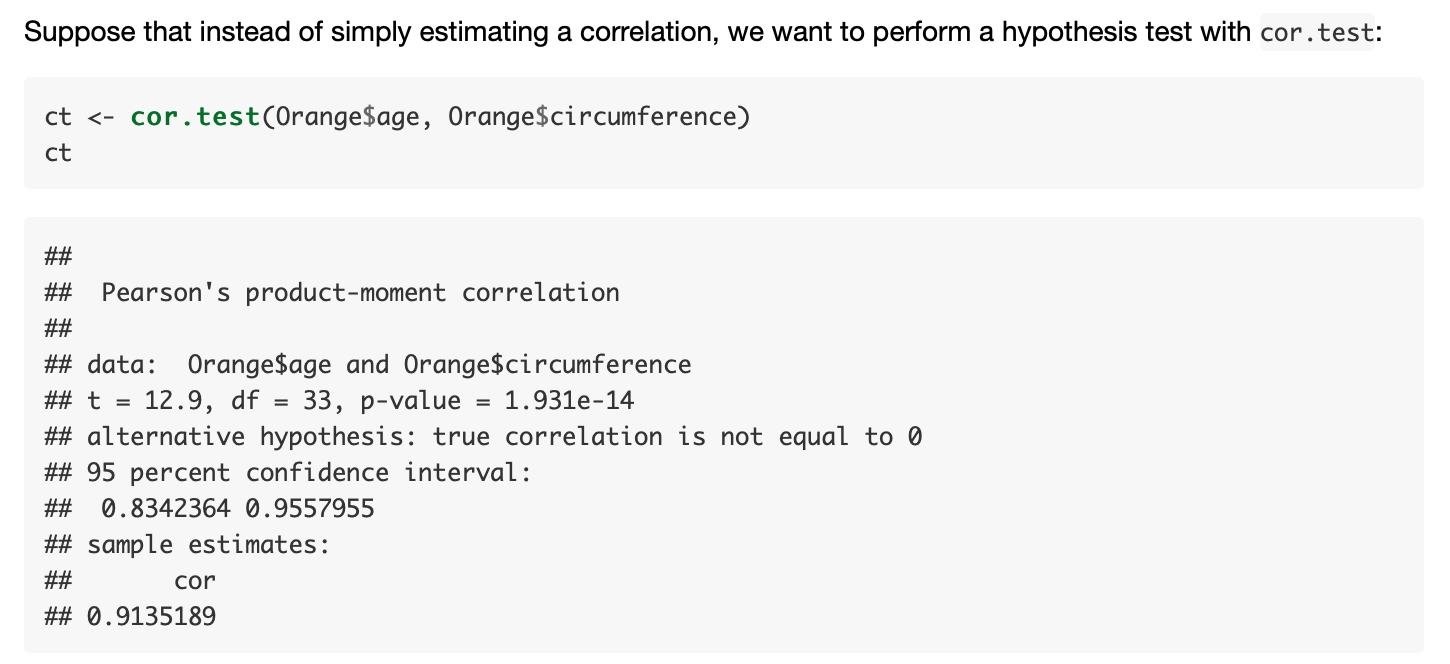 Suppose that instead of simply estimating a correlation, we want to perform a hypothesis test with cor.test:
ct <- cor.test(Orange$age, Orange$circumference)
ct
##
##  Pearson's product-moment correlation
##
## data:  Orange$age and Orange$circumference
## t = 12.9, df = 33, p-value = 1.931e-14
## alternative hypothesis: true correlation is not equal to 0
## 95 percent confidence interval:
##  0.8342364 0.9557955
## sample estimates:
##       cor
## 0.9135189